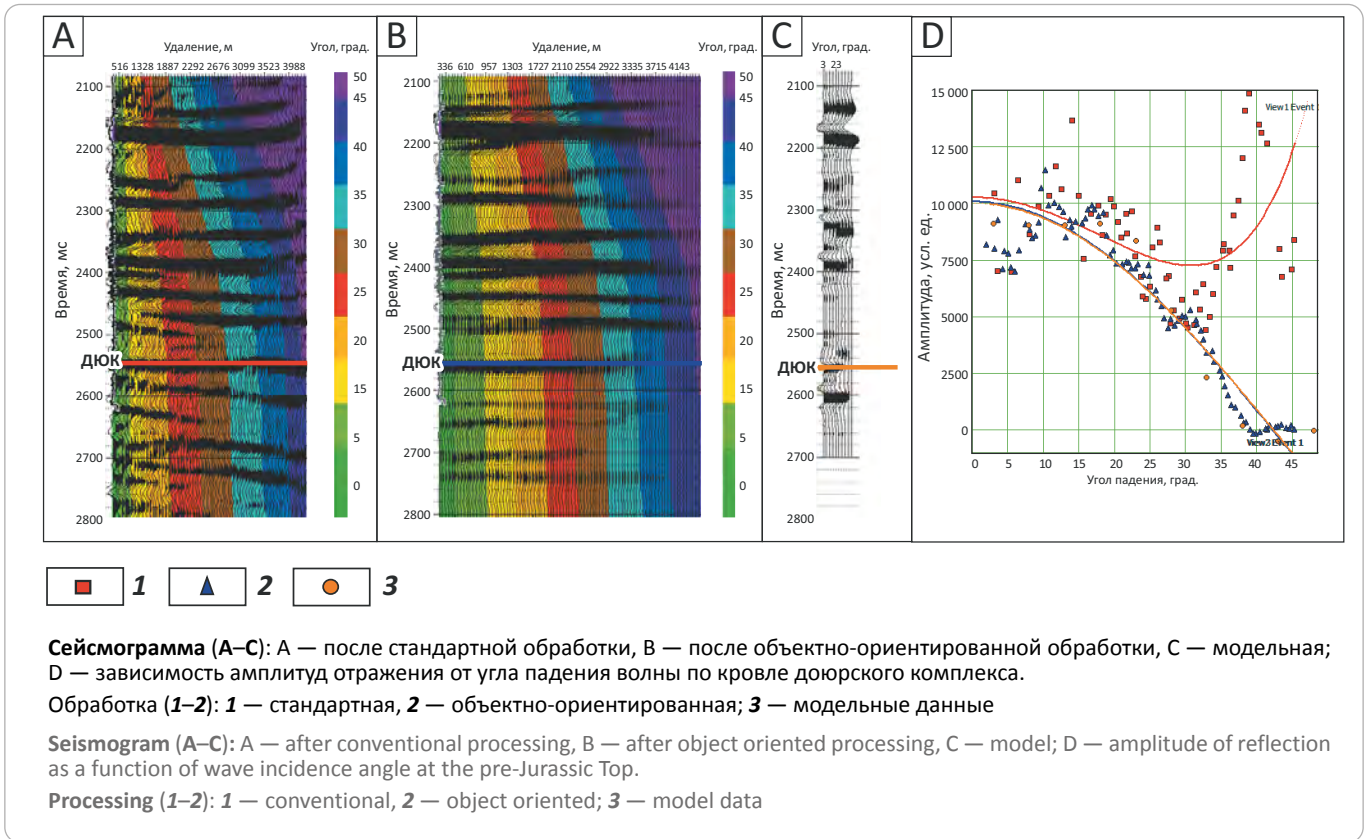 A
B
C
D
Удаление, м
Угол, град.
516 1328 1887 2292 2676 3099 3523 3988
Время, мс
2100
2200
2300
2400
2500
ДЮК
2600
2700
2800
50
45
40
35
30
25
20
15
5
0
Удаление, м
Угол, град.
336 610 957 1303 1727 2110 2554 2922 3335 3715 4143
Время, мс
2100
2200
2300
2400
2500
ДЮК
2600
2700
2800
50
45
40
35
30
25
20
15
5
0
Угол, град.
3 23
Время, мс
2100
2200
2300
2400
2500
ДЮК
2600
2700
2800
Амплитуда, усл. ед.
15 000
12 500
10 000
7500
5000
2500
0
View1 Event
View3 Event 1
0 5 10 15 20 25 30 35 40 45
Угол падения, град.
1 2 3
Сейсмограмма (A–C): A — после стандартной обработки, B — после объектно-ориентированной обработки, C — модельная;
D — зависимость амплитуд отражения от угла падения волны по кровле доюрского комплекса.
Обработка (1–2): 1 — стандартная, 2 — объектно-ориентированная; 3 — модельные данные
Seismogram (A–C): A — after conventional processing, B — after object oriented processing, C — model; D — amplitude of reflection
as a function of wave incidence angle at the pre-Jurassic Top.
Processing (1–2): 1 — conventional, 2 — object oriented; 3 — model data